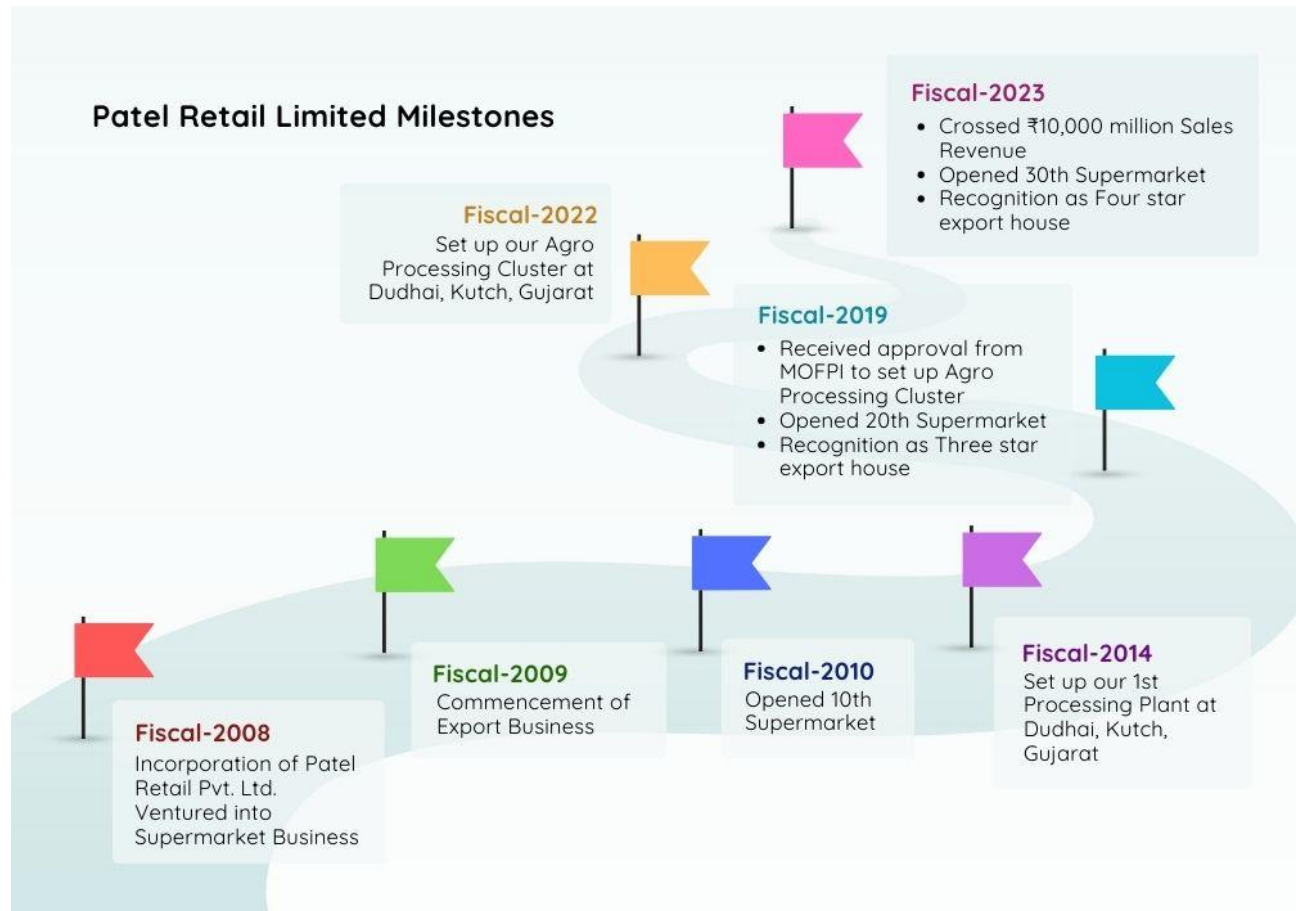 Patel Retail Limited Milestones
Fiscal-2023
• Crossed ₹10,000 million Sales
Revenue
• Opened 30th Supermarket
• Recognition as Four star
export house
Fiscal-2022
Set up our Agro
Processing Cluster at
Dudhai, Kutch, Gujarat
Fiscal-2019
• Received approval from
MOFPI to set up Agro
Processing Cluster
• Opened 20th Supermarket
• Recognition as Three star
export house
Fiscal-2008
Incorporation of Patel
Retail Pvt. Ltd.
Ventured into
Supermarket Business
Fiscal-2009
Commencement of
Export Business
Fiscal-2010
Opened 10th
Supermarket
Fiscal-2014
Set up our 1st
Processing Plant at
Dudhai, Kutch,
Gujarat